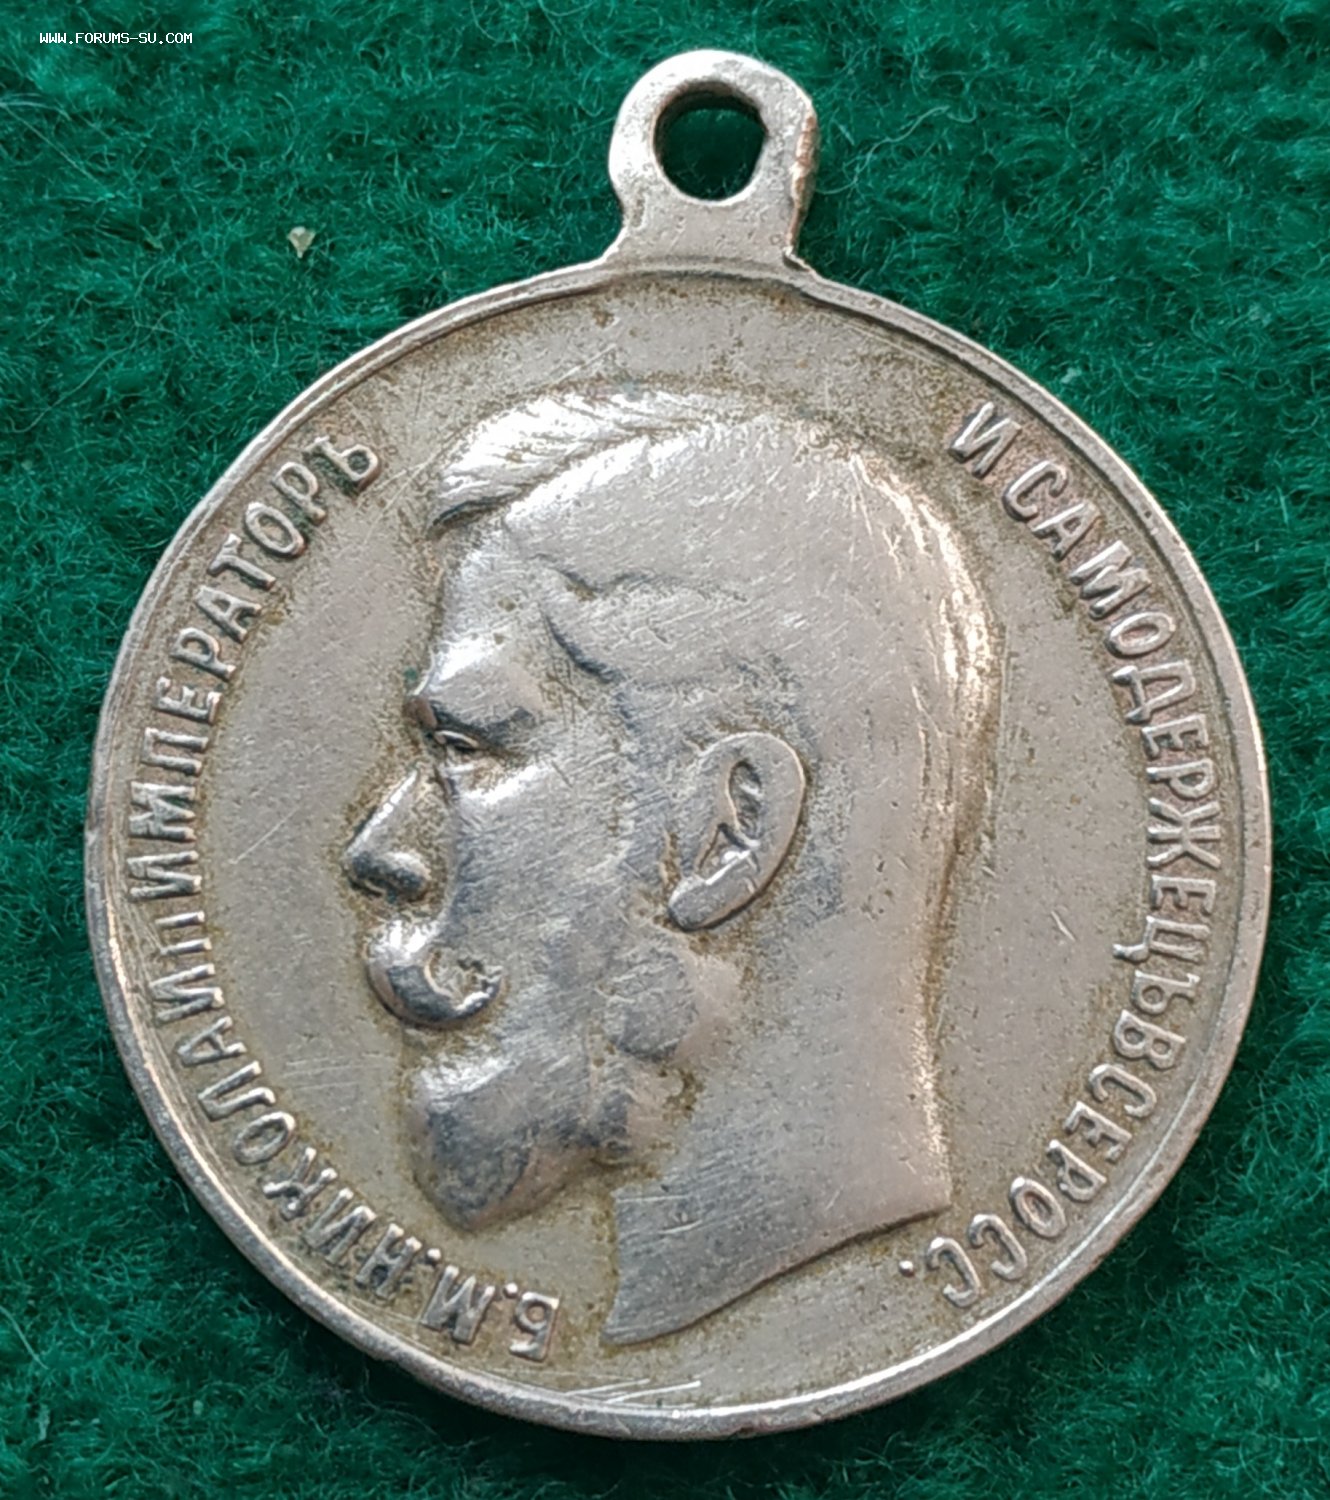 WWW.FORUMS-SU.COM
Б.М.НИКОЛАЙ II ИМПЕРАТОРЪ
И САМОДЕРЖЕЦЪ ВСЕРОСС.